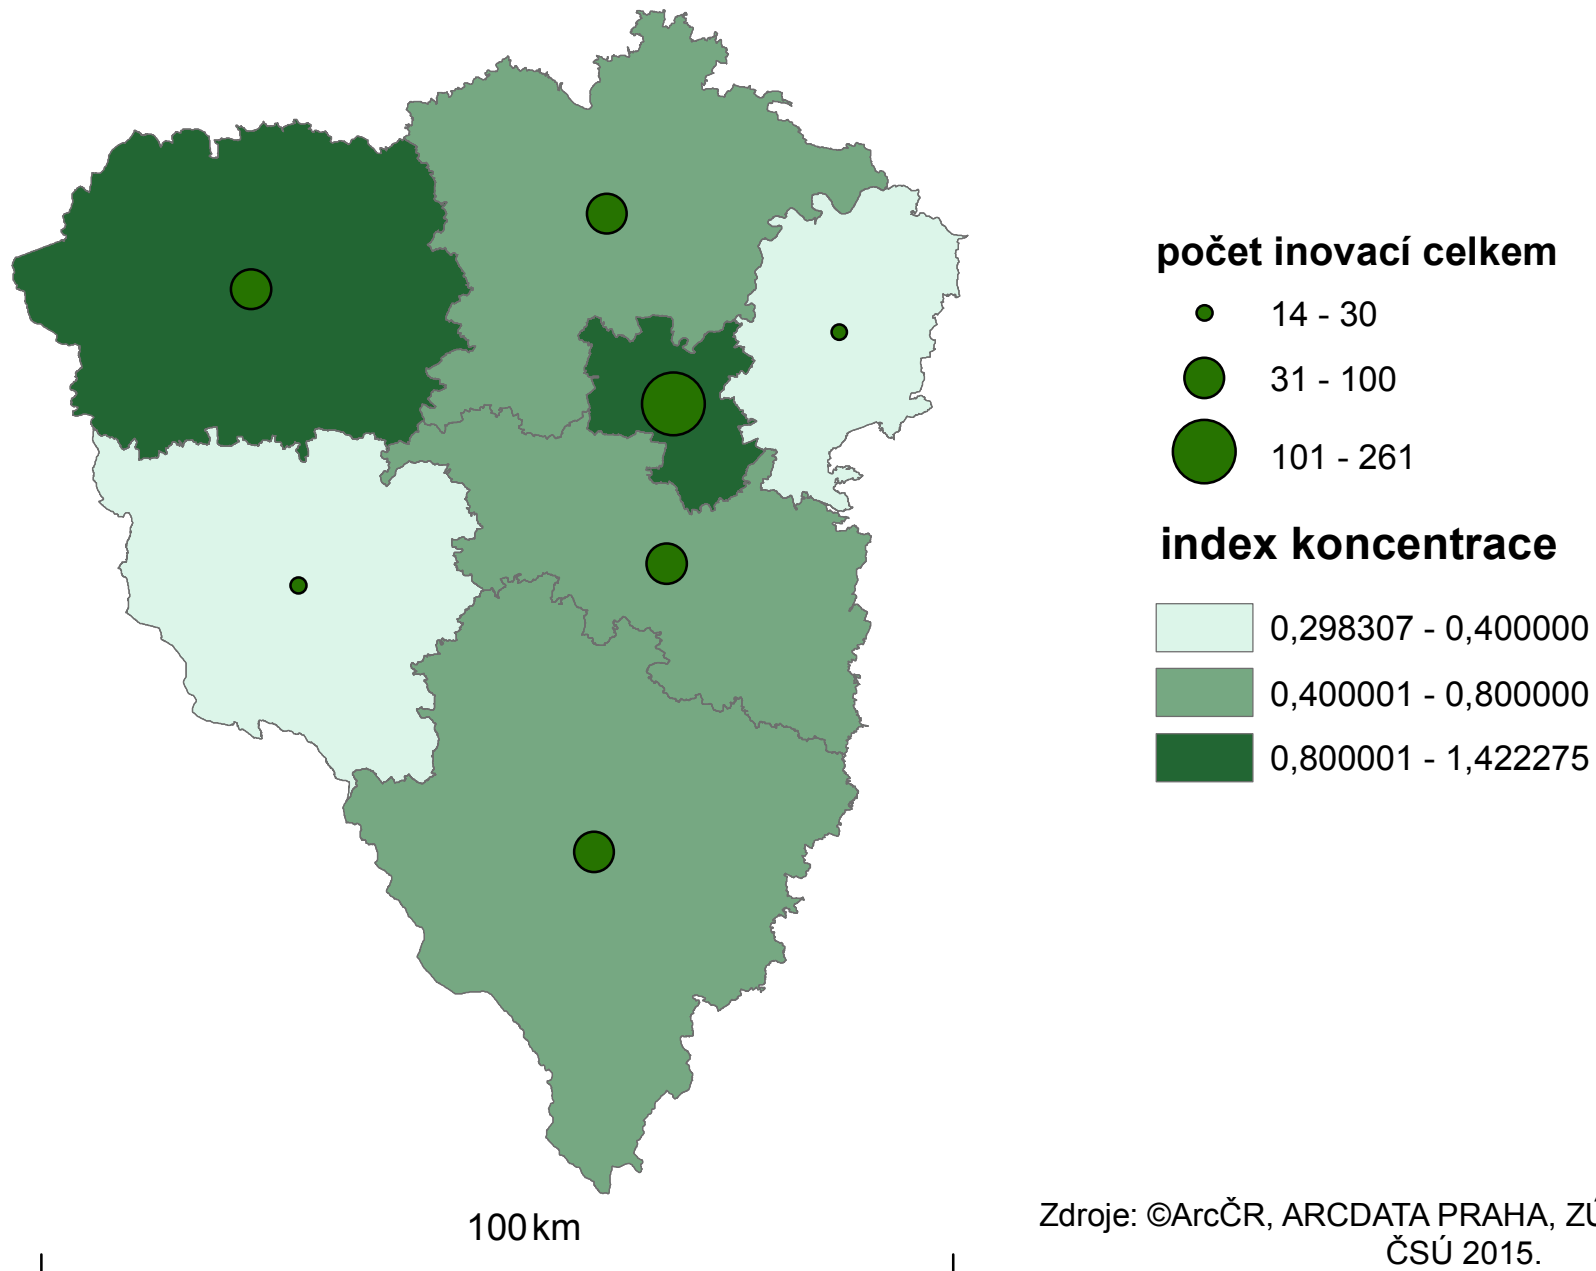 počet inovací celkem
14 - 30
31 - 100
101 - 261
index koncentrace
0,298307 - 0,400000
0,400001 - 0,800000
0,800001 - 1,422275
100 km
Zdroje: ©ArcČR, ARCDATA PRAHA, ZÚ
ČSÚ 2015.